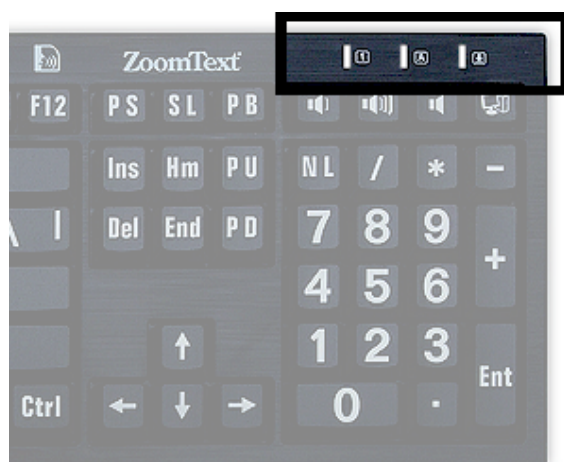 ZoomText 1 A
F12 PS SL PB
Ins Hm PU NL / * -
\ | Del End PD 7 8 9 +
4 5 6
↑ 1 2 3 Ent
Ctrl ← ↓ → 0 .